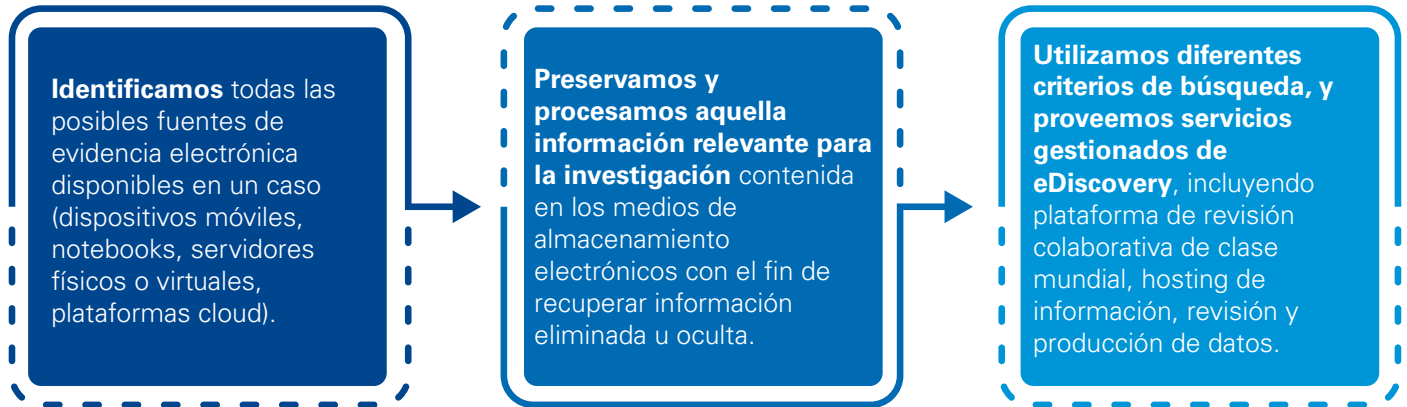 Identificamos todas las
posibles fuentes de
evidencia electrónica
disponibles en un caso
(dispositivos móviles,
notebooks, servidores
físicos o virtuales,
plataformas cloud).
Preservamos y
procesamos aquella
información relevante para
la investigación contenida
en los medios de
almacenamiento
electrónicos con el fin de
recuperar información
eliminada u oculta.
Utilizamos diferentes
criterios de búsqueda, y
proveemos servicios
gestionados de
eDiscovery, incluyendo
plataforma de revisión
colaborativa de clase
mundial, hosting de
información, revisión y
producción de datos.